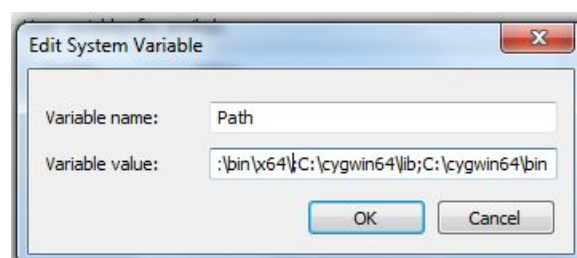 Edit System Variable
Variable name: Path
Variable value: :\bin\x64\;C:\cygwin64\lib;C:\cygwin64\bin
OK Cancel